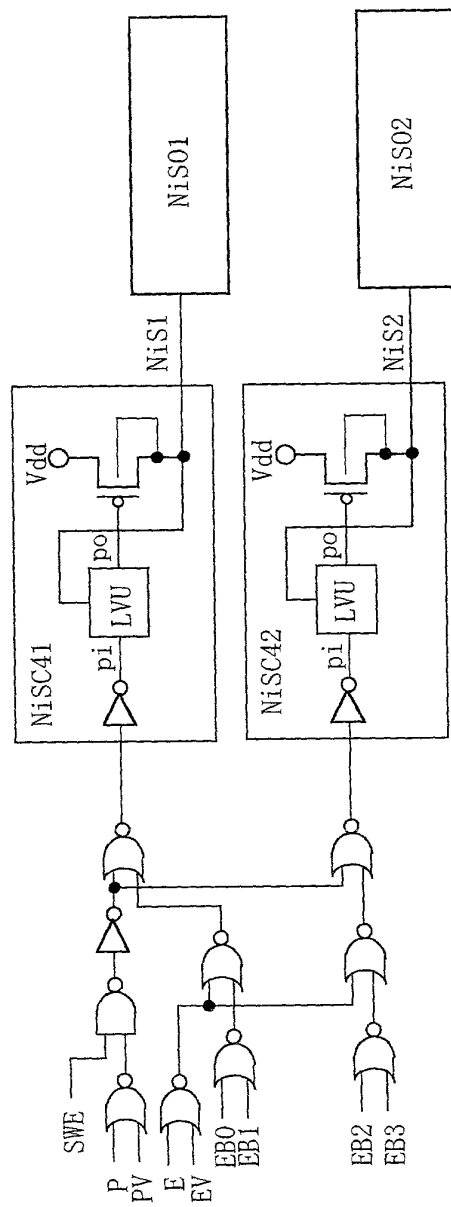 SWE
P
PV
E
EV
EB0
EB1
EB2
EB3
NiSC41
pi
LVU
po
Vdd
NiS1
NiSO1
NiSC42
pi
LVU
po
Vdd
NiS2
NiSO2